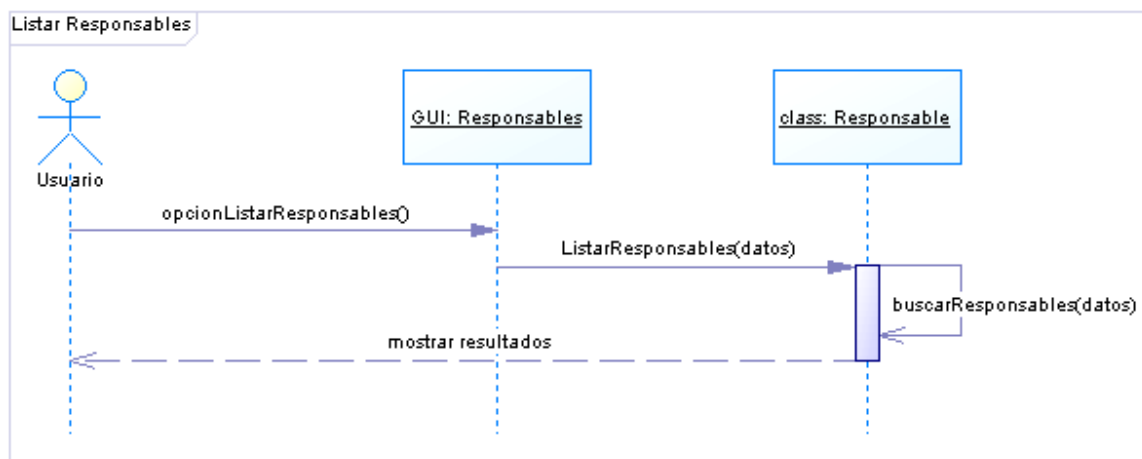 Listar Responsables
GUI: Responsables
class: Responsable
Usuario
opcionListarResponsables()
ListarResponsables(datos)
buscarResponsables(datos)
mostrar resultados